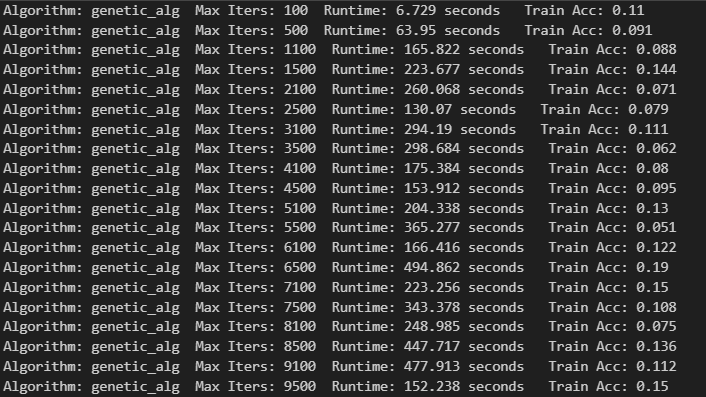 Algorithm: genetic_alg  Max Iters: 100  Runtime: 6.729 seconds   Train Acc: 0.11
Algorithm: genetic_alg  Max Iters: 500  Runtime: 63.95 seconds   Train Acc: 0.091
Algorithm: genetic_alg  Max Iters: 1100  Runtime: 165.822 seconds   Train Acc: 0.088
Algorithm: genetic_alg  Max Iters: 1500  Runtime: 223.677 seconds   Train Acc: 0.144
Algorithm: genetic_alg  Max Iters: 2100  Runtime: 260.068 seconds   Train Acc: 0.071
Algorithm: genetic_alg  Max Iters: 2500  Runtime: 130.07 seconds   Train Acc: 0.079
Algorithm: genetic_alg  Max Iters: 3100  Runtime: 294.19 seconds   Train Acc: 0.111
Algorithm: genetic_alg  Max Iters: 3500  Runtime: 298.684 seconds   Train Acc: 0.062
Algorithm: genetic_alg  Max Iters: 4100  Runtime: 175.384 seconds   Train Acc: 0.08
Algorithm: genetic_alg  Max Iters: 4500  Runtime: 153.912 seconds   Train Acc: 0.095
Algorithm: genetic_alg  Max Iters: 5100  Runtime: 204.338 seconds   Train Acc: 0.13
Algorithm: genetic_alg  Max Iters: 5500  Runtime: 365.277 seconds   Train Acc: 0.051
Algorithm: genetic_alg  Max Iters: 6100  Runtime: 166.416 seconds   Train Acc: 0.122
Algorithm: genetic_alg  Max Iters: 6500  Runtime: 494.862 seconds   Train Acc: 0.19
Algorithm: genetic_alg  Max Iters: 7100  Runtime: 223.256 seconds   Train Acc: 0.15
Algorithm: genetic_alg  Max Iters: 7500  Runtime: 343.378 seconds   Train Acc: 0.108
Algorithm: genetic_alg  Max Iters: 8100  Runtime: 248.985 seconds   Train Acc: 0.075
Algorithm: genetic_alg  Max Iters: 8500  Runtime: 447.717 seconds   Train Acc: 0.136
Algorithm: genetic_alg  Max Iters: 9100  Runtime: 477.913 seconds   Train Acc: 0.112
Algorithm: genetic_alg  Max Iters: 9500  Runtime: 152.238 seconds   Train Acc: 0.15